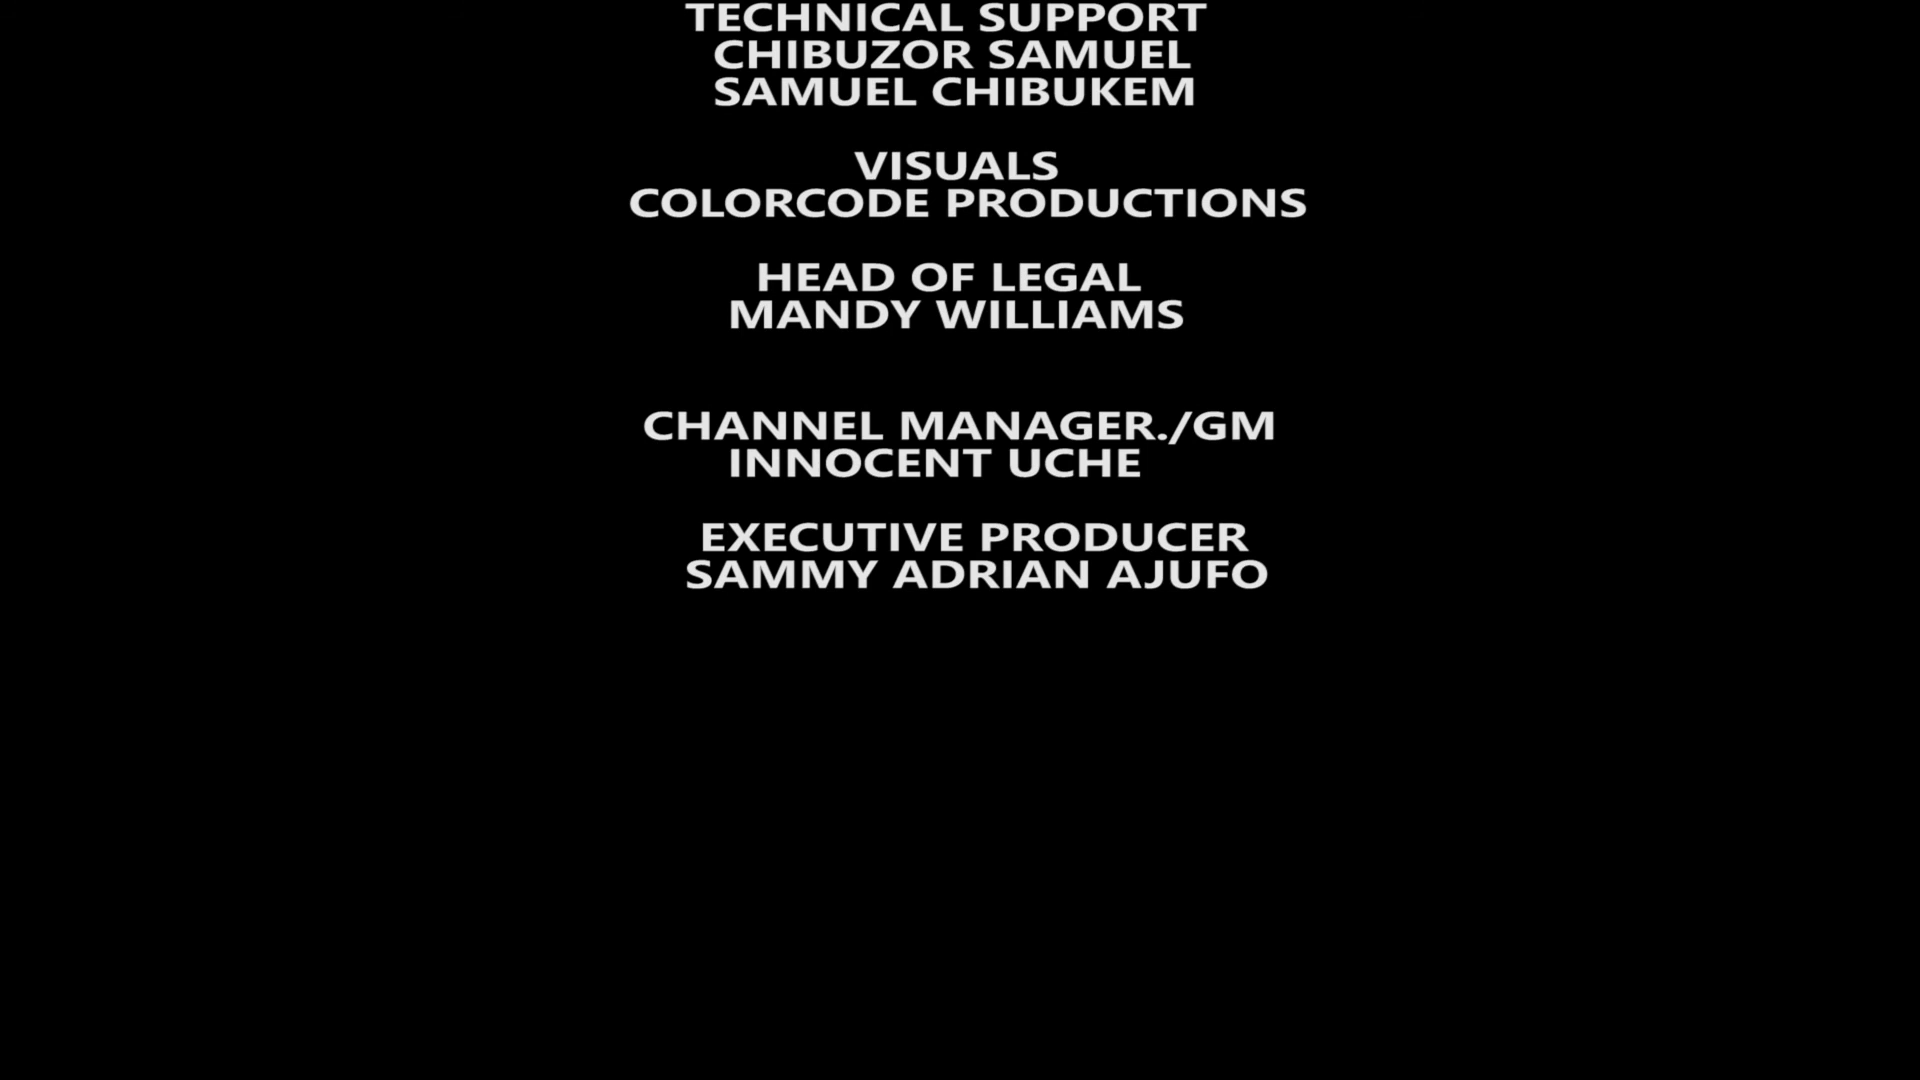 TECHNICAL SUPPORT
CHIBUZOR SAMUEL
SAMUEL CHIBUKEM
VISUALS
COLORCODE PRODUCTIONS
HEAD OF LEGAL
MANDY WILLIAMS
CHANNEL MANAGER./GM
INNOCENT UCHE
EXECUTIVE PRODUCER
SAMMY ADRIAN AJUFO